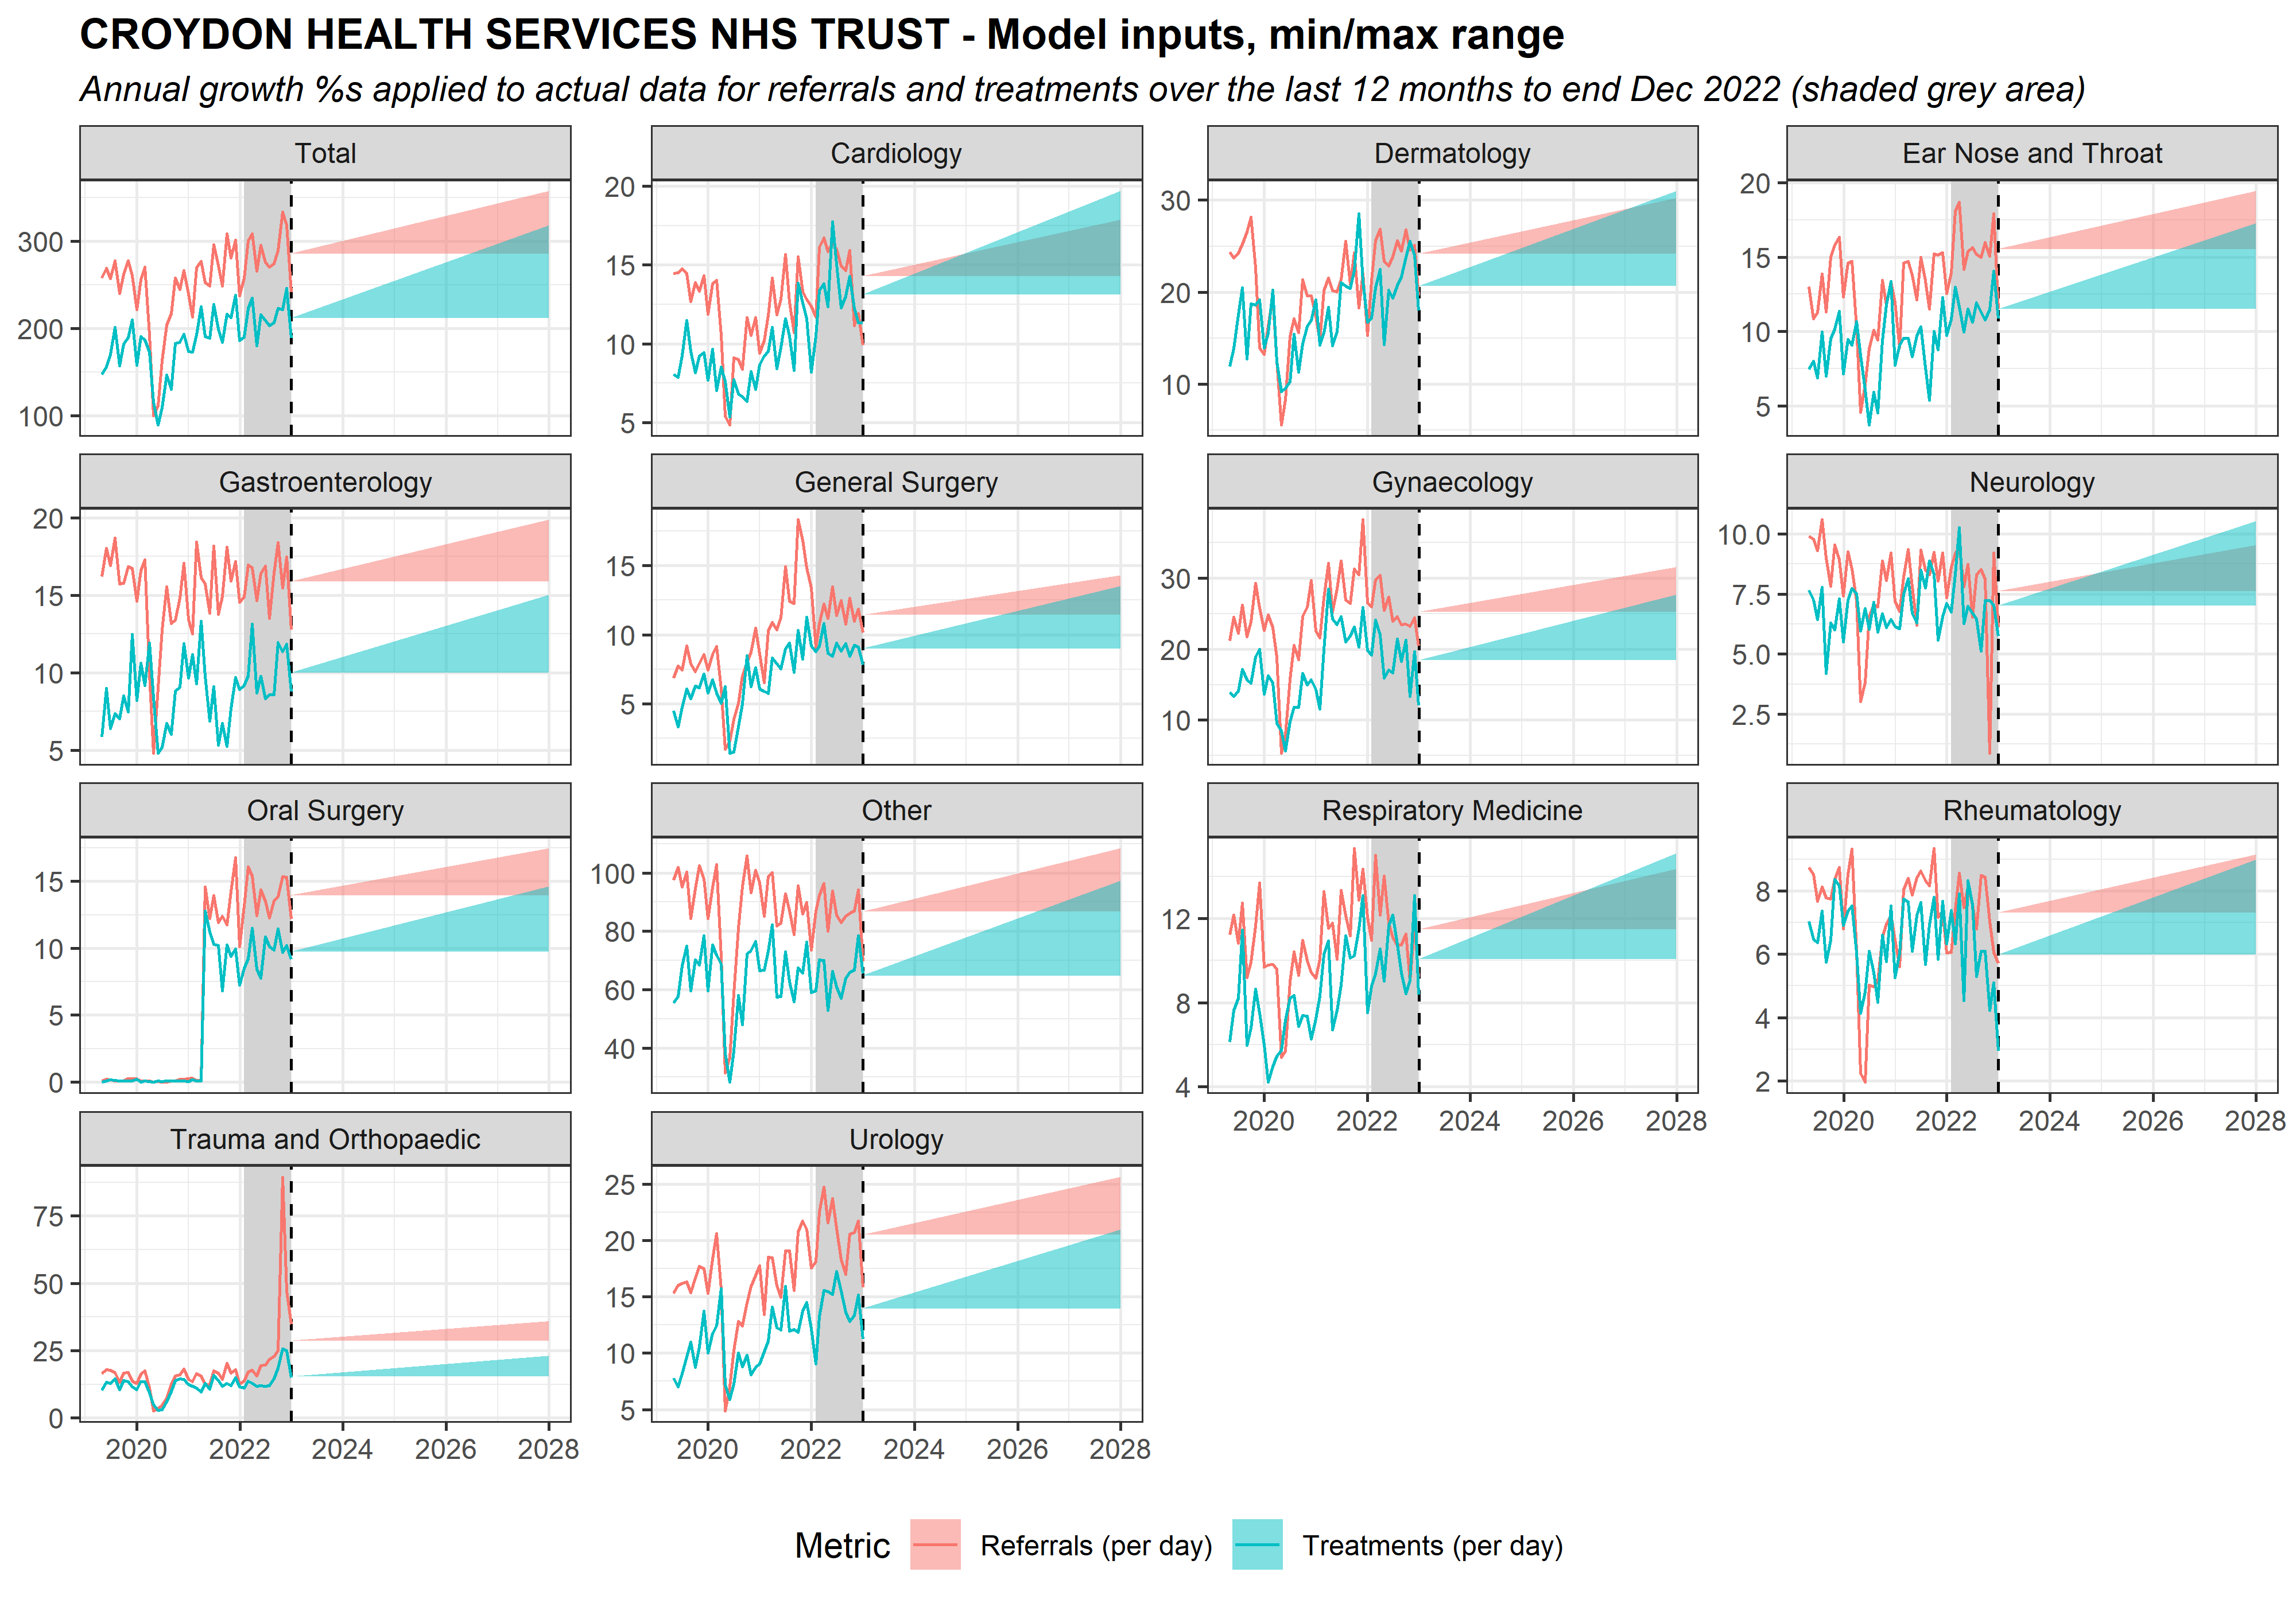 CROYDON HEALTH SERVICES NHS TRUST - Model inputs, min/max range
Annual growth %s applied to actual data for referrals and treatments over the last 12 months to end Dec 2022 (shaded grey area)
Total
300
200
100
Cardiology
20
15
10
5
Dermatology
30
20
10
Ear Nose and Throat
20
15
10
5
Gastroenterology
20
15
10
5
General Surgery
15
10
5
Gynaecology
30
20
10
Neurology
10.0
7.5
5.0
2.5
Oral Surgery
15
10
5
0
Other
100
80
60
40
Respiratory Medicine
12
8
4
2020 2022 2024 2026 2028
Rheumatology
8
6
4
2
2020 2022 2024 2026 2028
Trauma and Orthopaedic
75
50
25
0
2020 2022 2024 2026 2028
Urology
25
20
15
10
5
2020 2022 2024 2026 2028
Metric Referrals (per day) Treatments (per day)